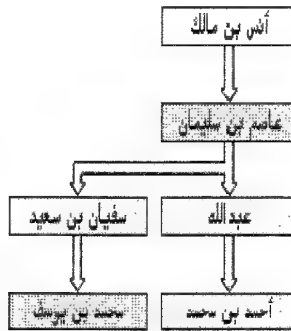 أنس بن مالك
عاصم بن سليمان
عبدالله
سفيان بن سعيد
أحمد بن محمد
محمد بن يوسف